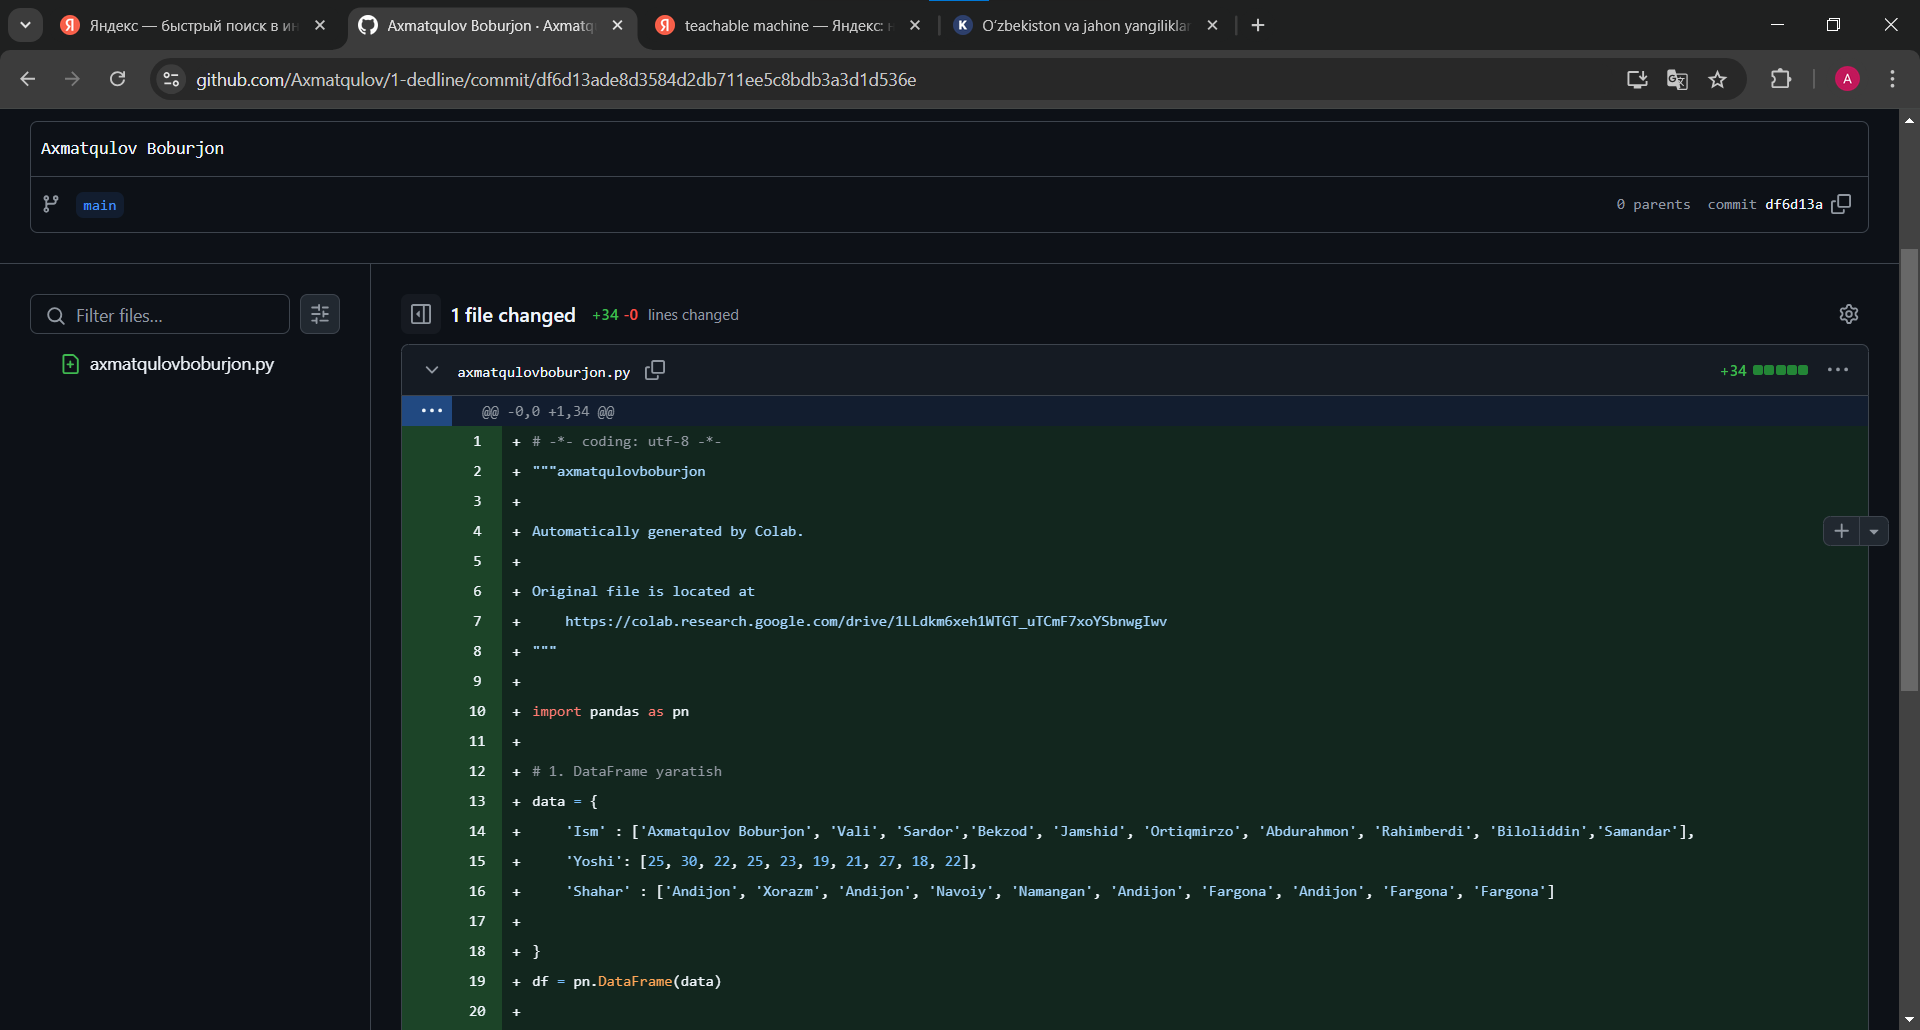 Яндекс — быстрый поиск в ин
Axmatqulov Boburjon · Axmatq
teachable machine — Яндекс: н
K O‘zbekiston va jahon yangiliklar
github.com/Axmatqulov/1-dedline/commit/df6d13ade8d3584d2db711ee5c8bdb3a3d1d536e
A
Axmatqulov Boburjon
main
0 parents commit df6d13a
Filter files...
axmatqulovboburjon.py
1 file changed +34 -0 lines changed
axmatqulovboburjon.py
+34
@@ -0,0 +1,34 @@
1 + # -*- coding: utf-8 -*-
2 + """axmatqulovboburjon
3 +
4 + Automatically generated by Colab.
5 +
6 + Original file is located at
7 + https://colab.research.google.com/drive/1LLdkm6xeh1WTGT_uTCmF7xoYSbnwgIwv
8 + """
9 +
10 + import pandas as pn
11 +
12 + # 1. DataFrame yaratish
13 + data = {
14 + 'Ism' : ['Axmatqulov Boburjon', 'Vali', 'Sardor','Bekzod', 'Jamshid', 'Ortiqmirzo', 'Abdurahmon', 'Rahimberdi', 'Biloliddin','Samandar'],
15 + 'Yoshi': [25, 30, 22, 25, 23, 19, 21, 27, 18, 22],
16 + 'Shahar' : ['Andijon', 'Xorazm', 'Andijon', 'Navoiy', 'Namangan', 'Andijon', 'Fargona', 'Andijon', 'Fargona', 'Fargona']
17 +
18 + }
19 + df = pn.DataFrame(data)
20 +